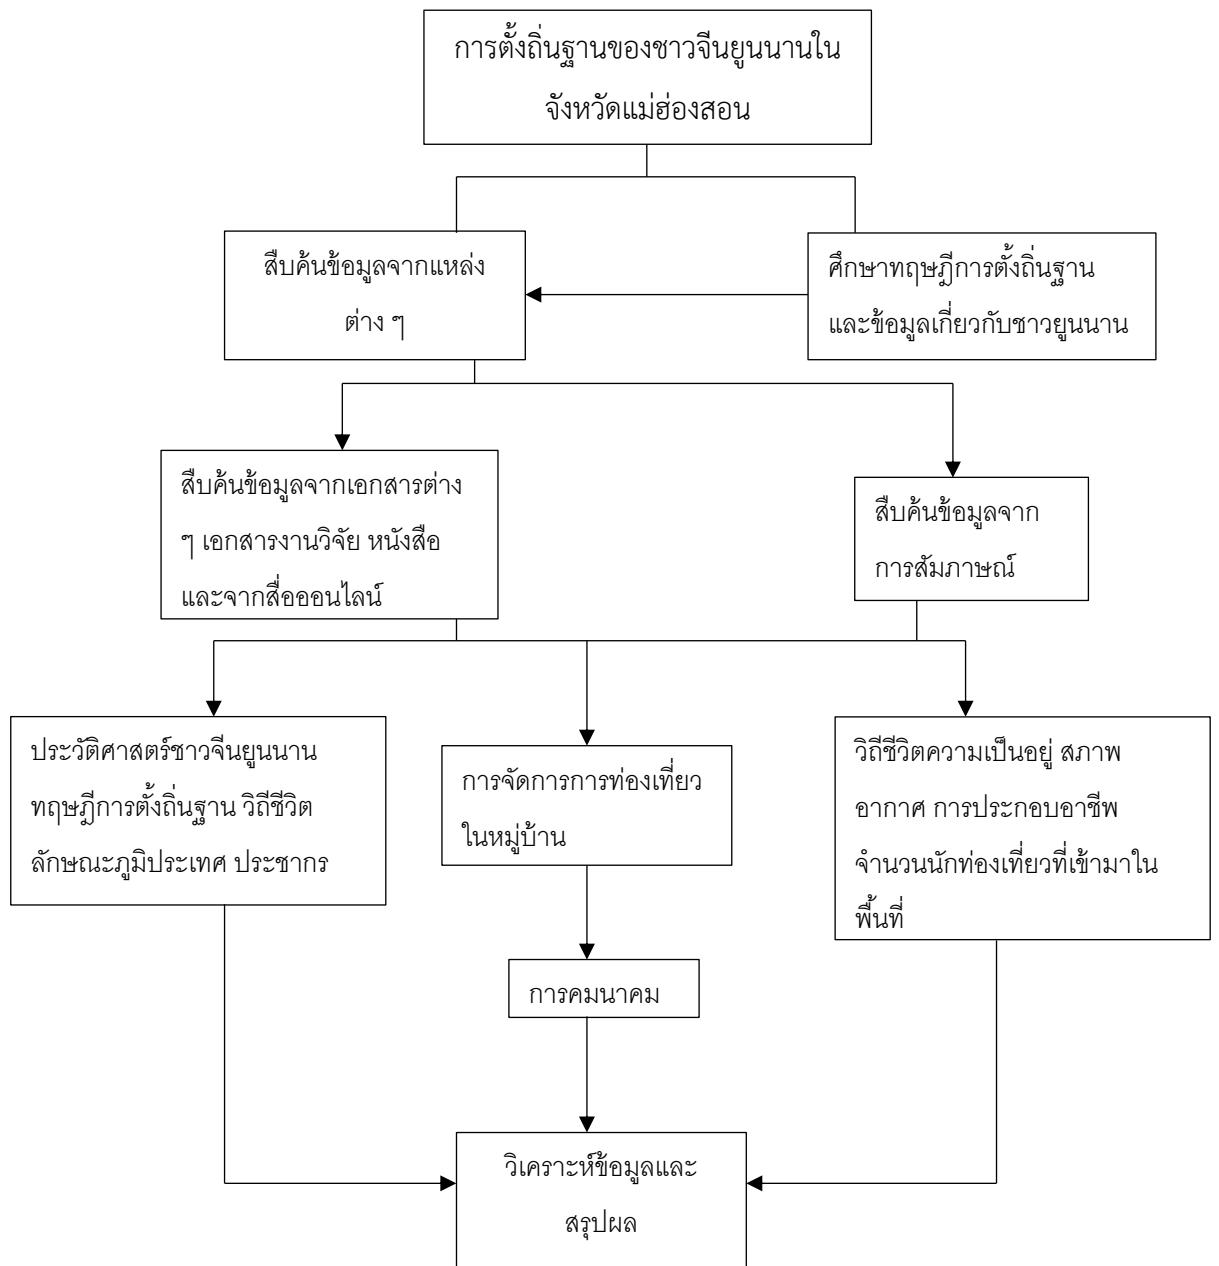 การตั้งถิ่นฐานของชาวจีนยูนนานใน
จังหวัดแม่ฮ่องสอน
สืบค้นข้อมูลจากแหล่ง
ต่าง ๆ
ศึกษาทฤษฎีการตั้งถิ่นฐาน
และข้อมูลเกี่ยวกับชาวยูนนาน
สืบค้นข้อมูลจากเอกสารต่าง
ๆ เอกสารงานวิจัย หนังสือ
และจากสื่อออนไลน์
สืบค้นข้อมูลจาก
การสัมภาษณ์
ประวัติศาสตร์ชาวจีนยูนนาน
ทฤษฎีการตั้งถิ่นฐาน วิถีชีวิต
ลักษณะภูมิประเทศ ประชากร
การจัดการการท่องเที่ยว
ในหมู่บ้าน
วิถีชีวิตความเป็นอยู่ สภาพ
อากาศ การประกอบอาชีพ
จำนวนนักท่องเที่ยวที่เข้ามาใน
พื้นที่
การคมนาคม
วิเคราะห์ข้อมูลและ
สรุปผล